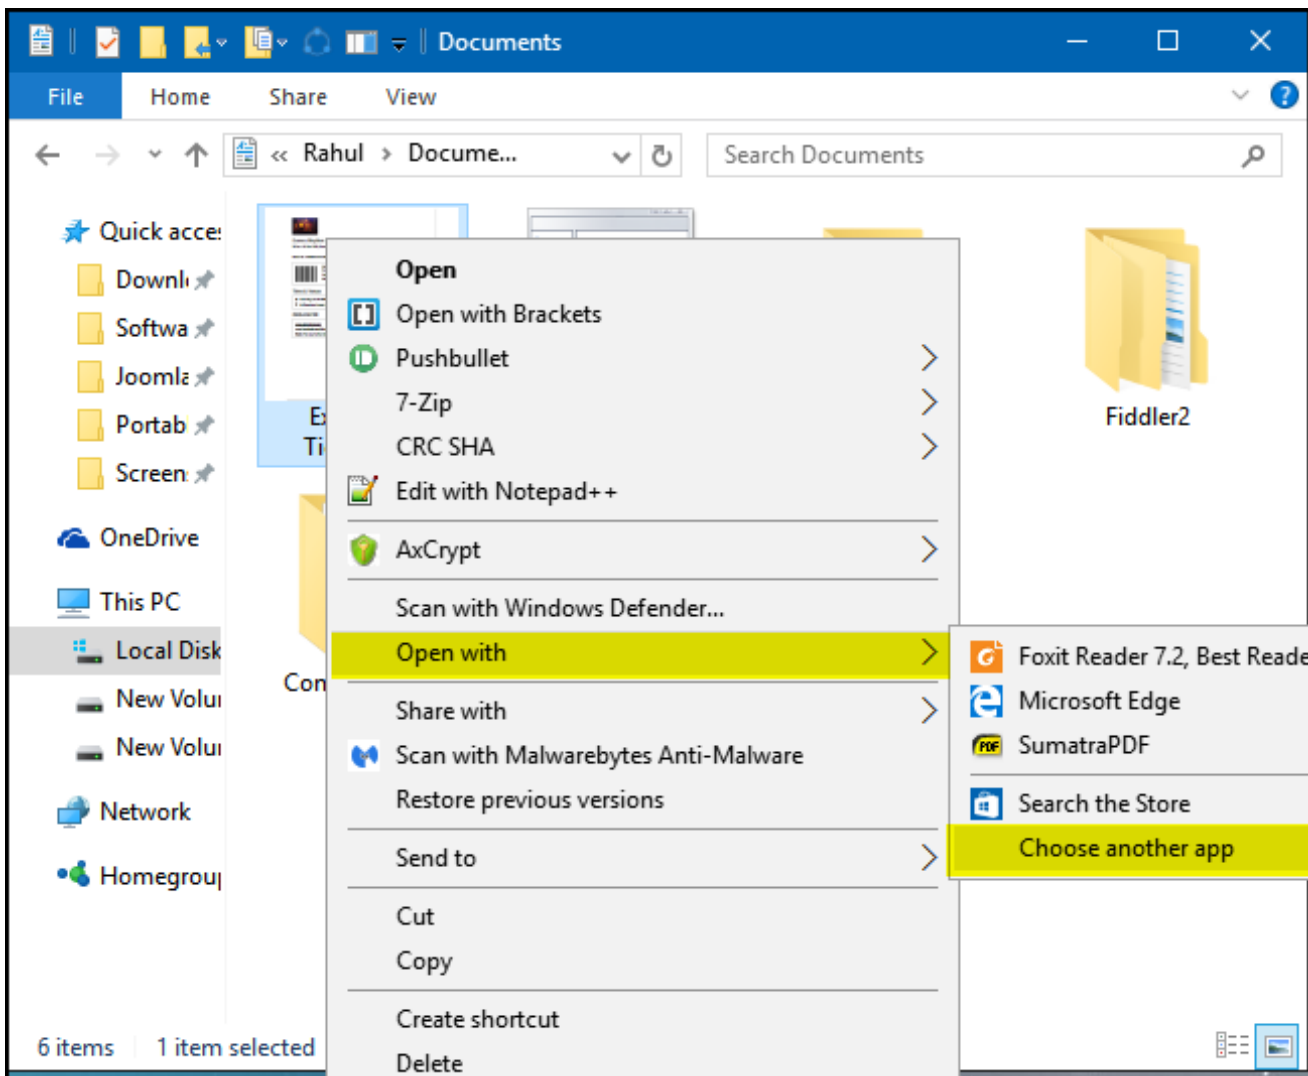 Documents
File Home Share View
« Rahul > Docume...
Search Documents
Quick acce
Downl
Softwa
Joomla
Portab
Screen
OneDrive
This PC
Local Disk
New Volu
New Volu
Network
Homegrou
Ex
Ti
Con
Fiddler2
Open
Open with Brackets
Pushbullet
7-Zip
CRC SHA
Edit with Notepad++
AxCrypt
Scan with Windows Defender...
Open with
Share with
Scan with Malwarebytes Anti-Malware
Restore previous versions
Send to
Cut
Copy
Create shortcut
Delete
Foxit Reader 7.2, Best Reade
Microsoft Edge
PDF SumatraPDF
Search the Store
Choose another app
6 items 1 item selected